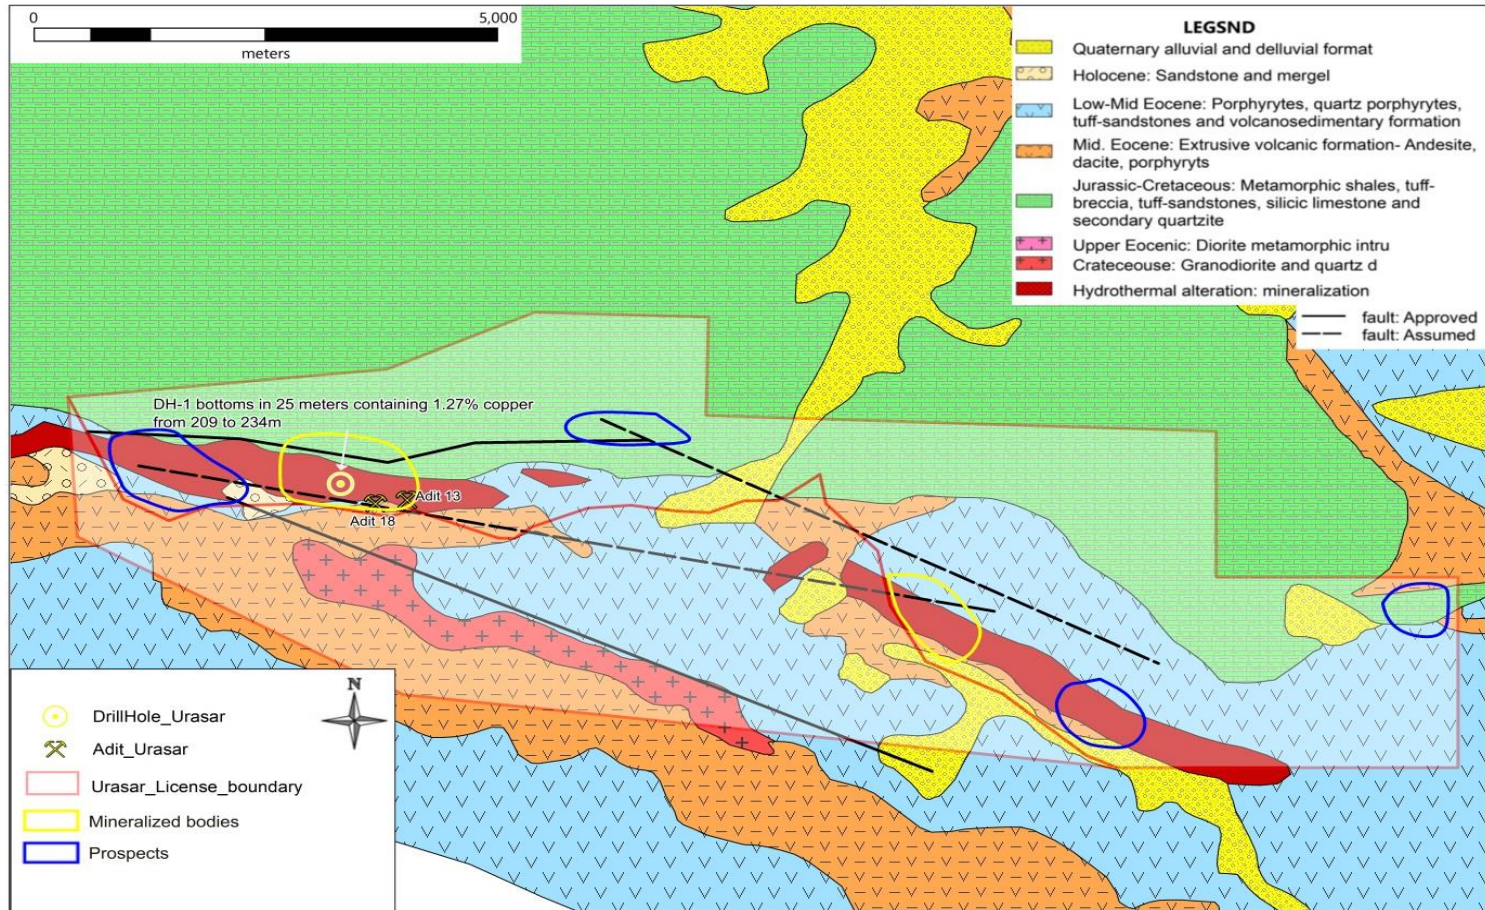 0 5,000
meters
LEGSND
Quaternary alluvial and delluvial format
Holocene: Sandstone and mergel
Low-Mid Eocene: Porphyrytes, quartz porphyrytes,
tuff-sandstones and volcanosedimentary formation
Mid. Eocene: Extrusive volcanic formation- Andesite,
dacite, porphyryts
Jurassic-Cretaceous: Metamorphic shales, tuff-
breccia, tuff-sandstones, silicic limestone and
secondary quartzite
Upper Eocenic: Diorite metamorphic intru
Crateceouse: Granodiorite and quartz d
Hydrothermal alteration: mineralization
fault: Approved
fault: Assumed
DH-1 bottoms in 25 meters containing 1.27% copper
from 209 to 234m
Adit 13
Adit 18
N
DrillHole_Urasar
Adit_Urasar
Urasar_License_boundary
Mineralized bodies
Prospects